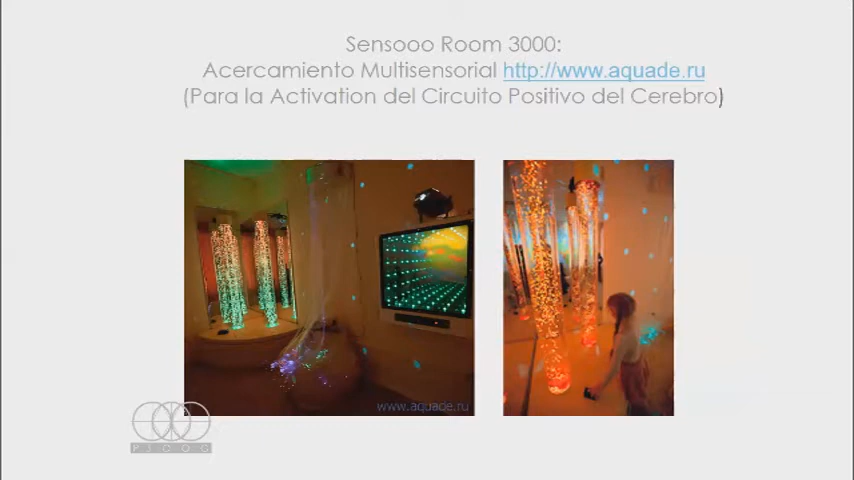 Sensooo Room 3000:
Acercamiento Multisensorial http://www.aquade.ru
(Para la Activation del Circuito Positivo del Cerebro)
www.aquade.ru
PSCOG